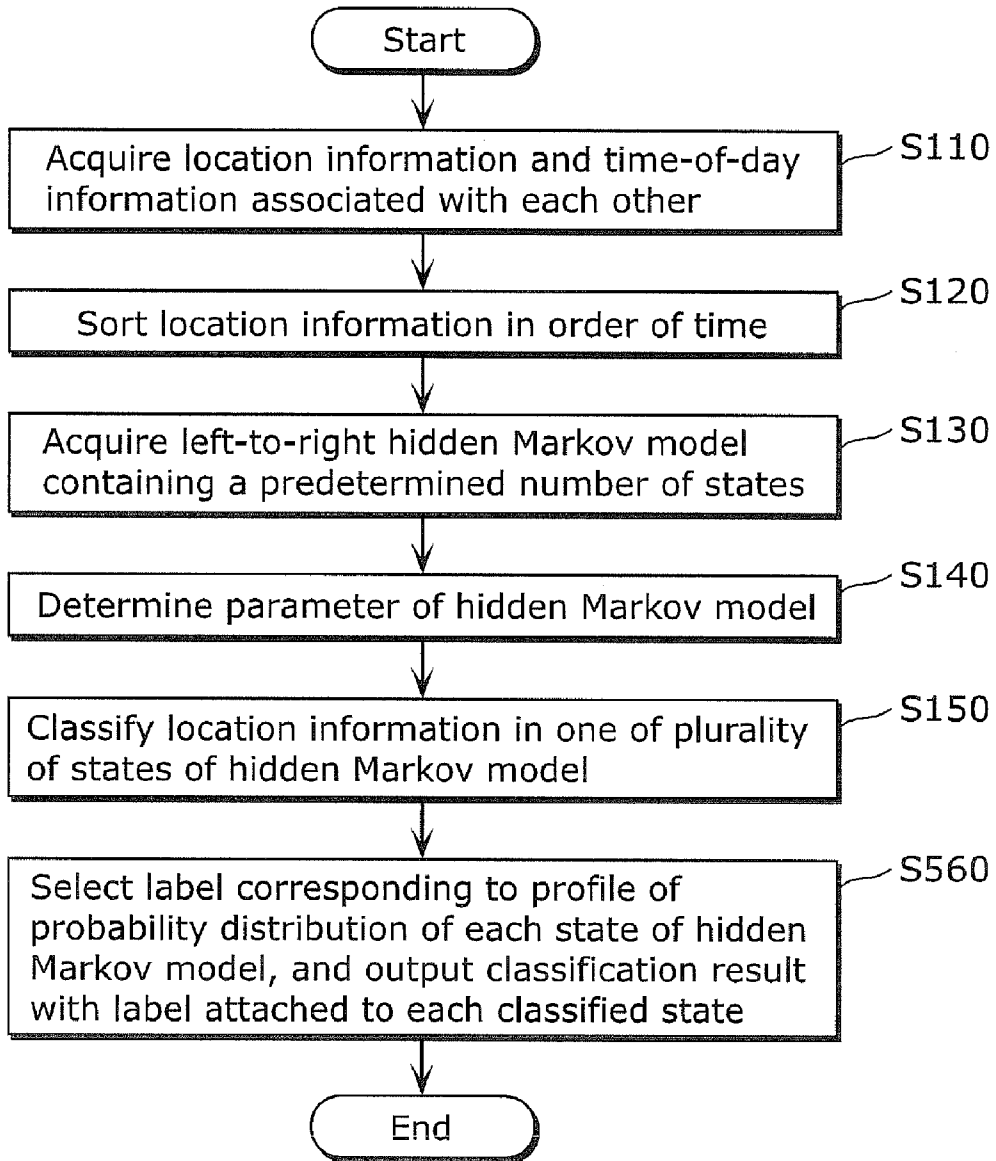 Start
Acquire location information and time-of-day
information associated with each other
S110
Sort location information in order of time
S120
Acquire left-to-right hidden Markov model
containing a predetermined number of states
S130
Determine parameter of hidden Markov model
S140
Classify location information in one of plurality
of states of hidden Markov model
S150
Select label corresponding to profile of
probability distribution of each state of hidden
Markov model, and output classification result
with label attached to each classified state
S560
End